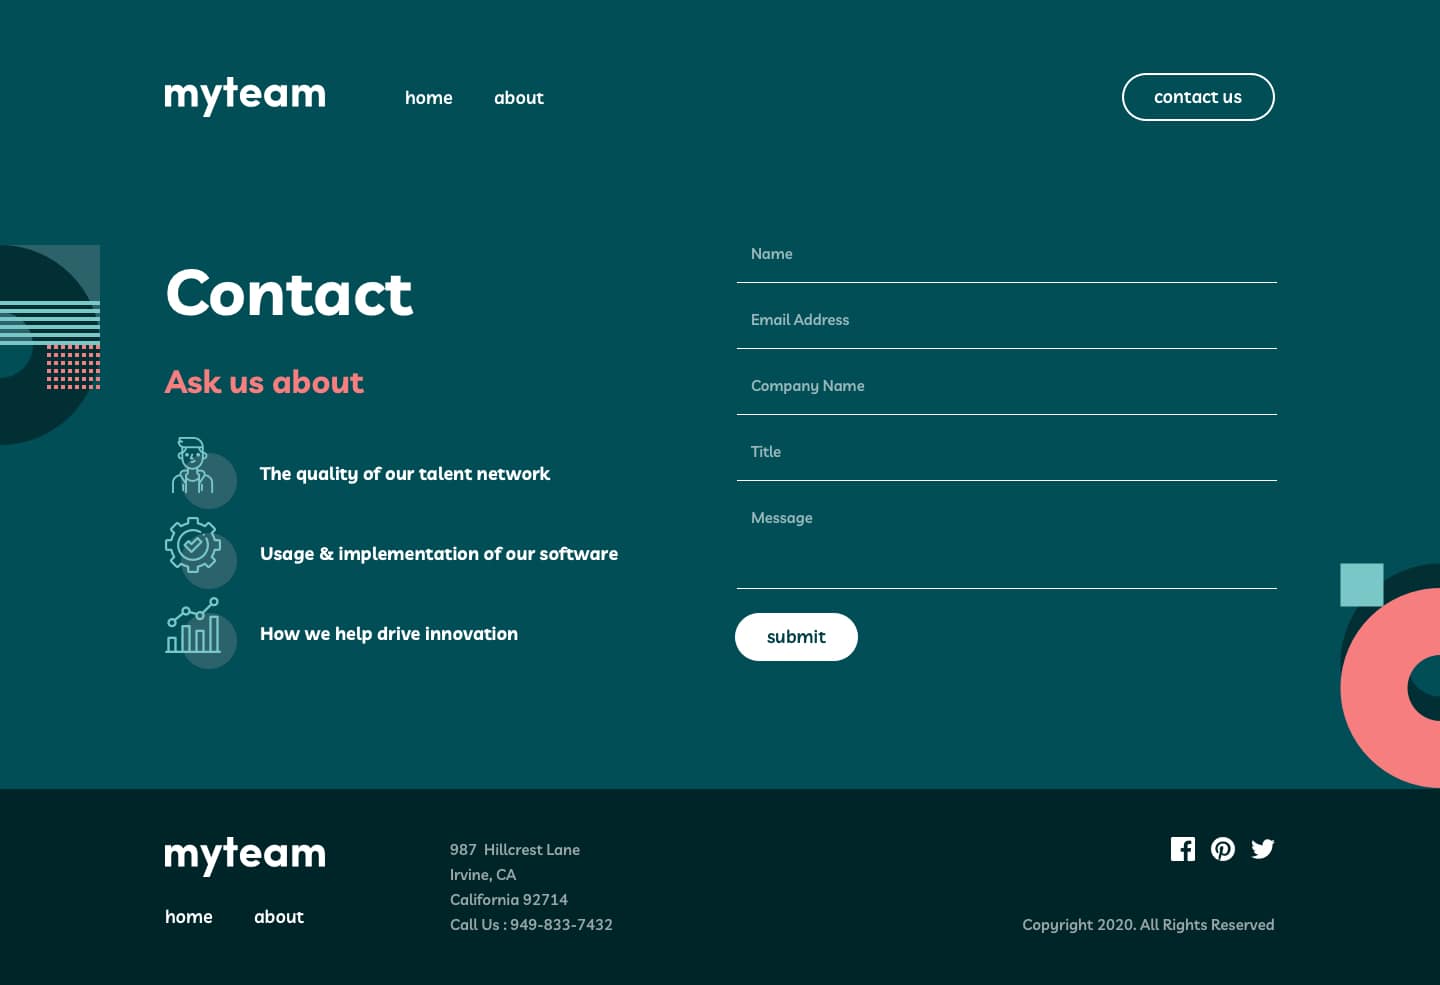 myteam
home
about
contact us
Contact
Ask us about
The quality of our talent network
Usage & implementation of our software
How we help drive innovation
Name
Email Address
Company Name
Title
Message
submit
myteam
home
about
987 Hillcrest Lane
Irvine, CA
California 92714
Call Us : 949-833-7432
Copyright 2020. All Rights Reserved